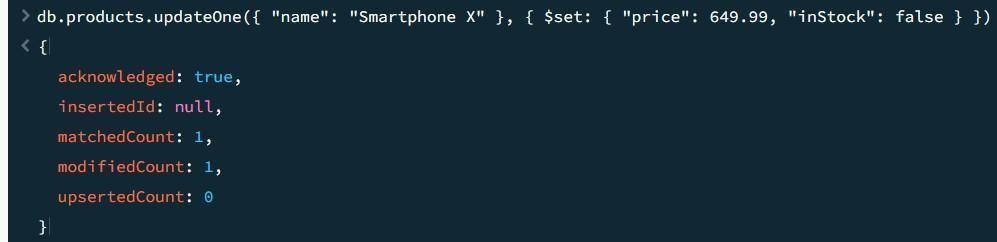 > db.products.updateOne({ "name": "Smartphone X" }, { $set: { "price": 649.99, "inStock": false } })
< {
acknowledged: true,
insertedId: null,
matchedCount: 1,
modifiedCount: 1,
upsertedCount: 0
}